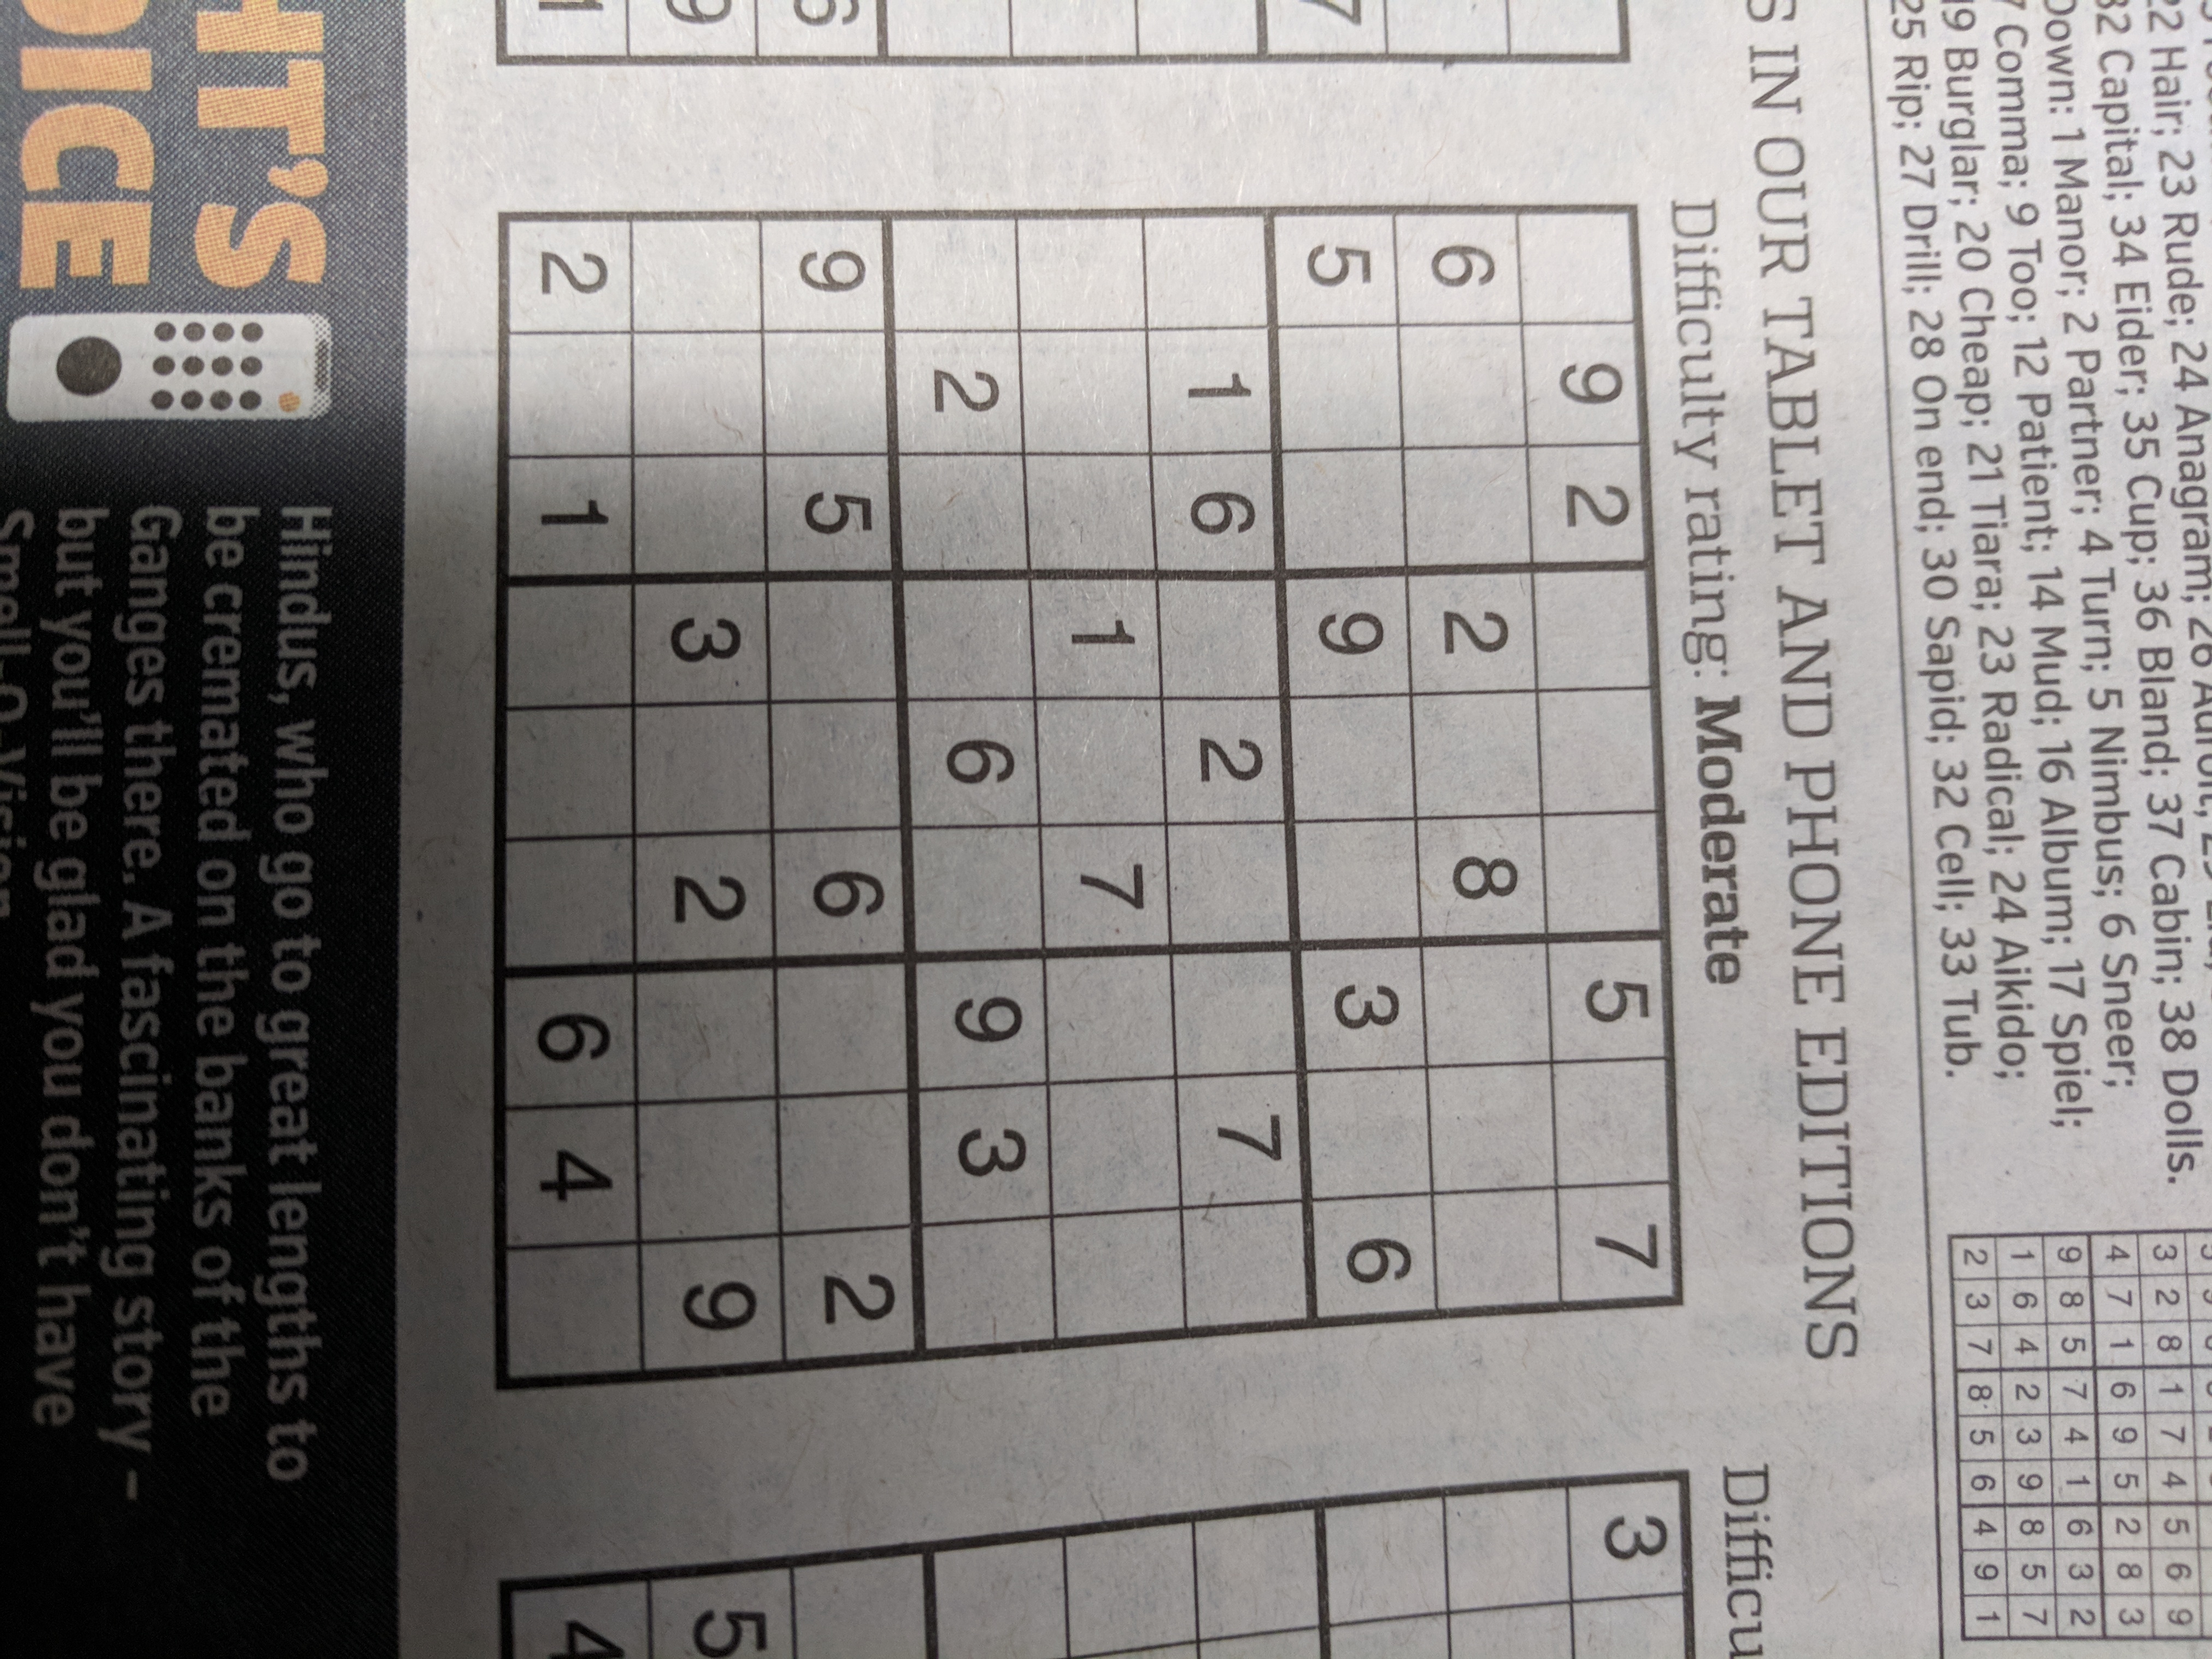 22 Hair; 23 Rude; 24 Anagram; 26
32 Capital; 34 Eider; 35 Cup; 36 Bland; 37 Cabin; 38 Dolls.
Down: 1 Manor; 2 Partner; 4 Turn; 5 Nimbus; 6 Sneer;
7 Comma; 9 Too; 12 Patient; 14 Mud; 16 Album; 17 Spiel;
19 Burglar; 20 Cheap; 21 Tiara; 23 Radical; 24 Aikido;
25 Rip; 27 Drill; 28 On end; 30 Sapid; 32 Cell; 33 Tub.
3 2 8 1 7 4 5 6 9
4 7 1 6 9 5 2 8 3
9 8 5 7 4 1 6 3 2
1 6 4 2 3 9 8 5 7
2 3 7 8 5 6 4 9 1
S IN OUR TABLET AND PHONE EDITIONS
Difficulty rating: Moderate
9 2 5 7
6 2 8
5 9 3 6
1 6 2 7
1 7
2 6 9 3
9 5 6 2
3 2 9
2 1 6 4
7
6
9
1
Difficu
3
5
4
HT'S
OICE
Hindus, who go to great lengths to
be cremated on the banks of the
Ganges there. A fascinating story –
but you'll be glad you don't have
Smell-O-Vision